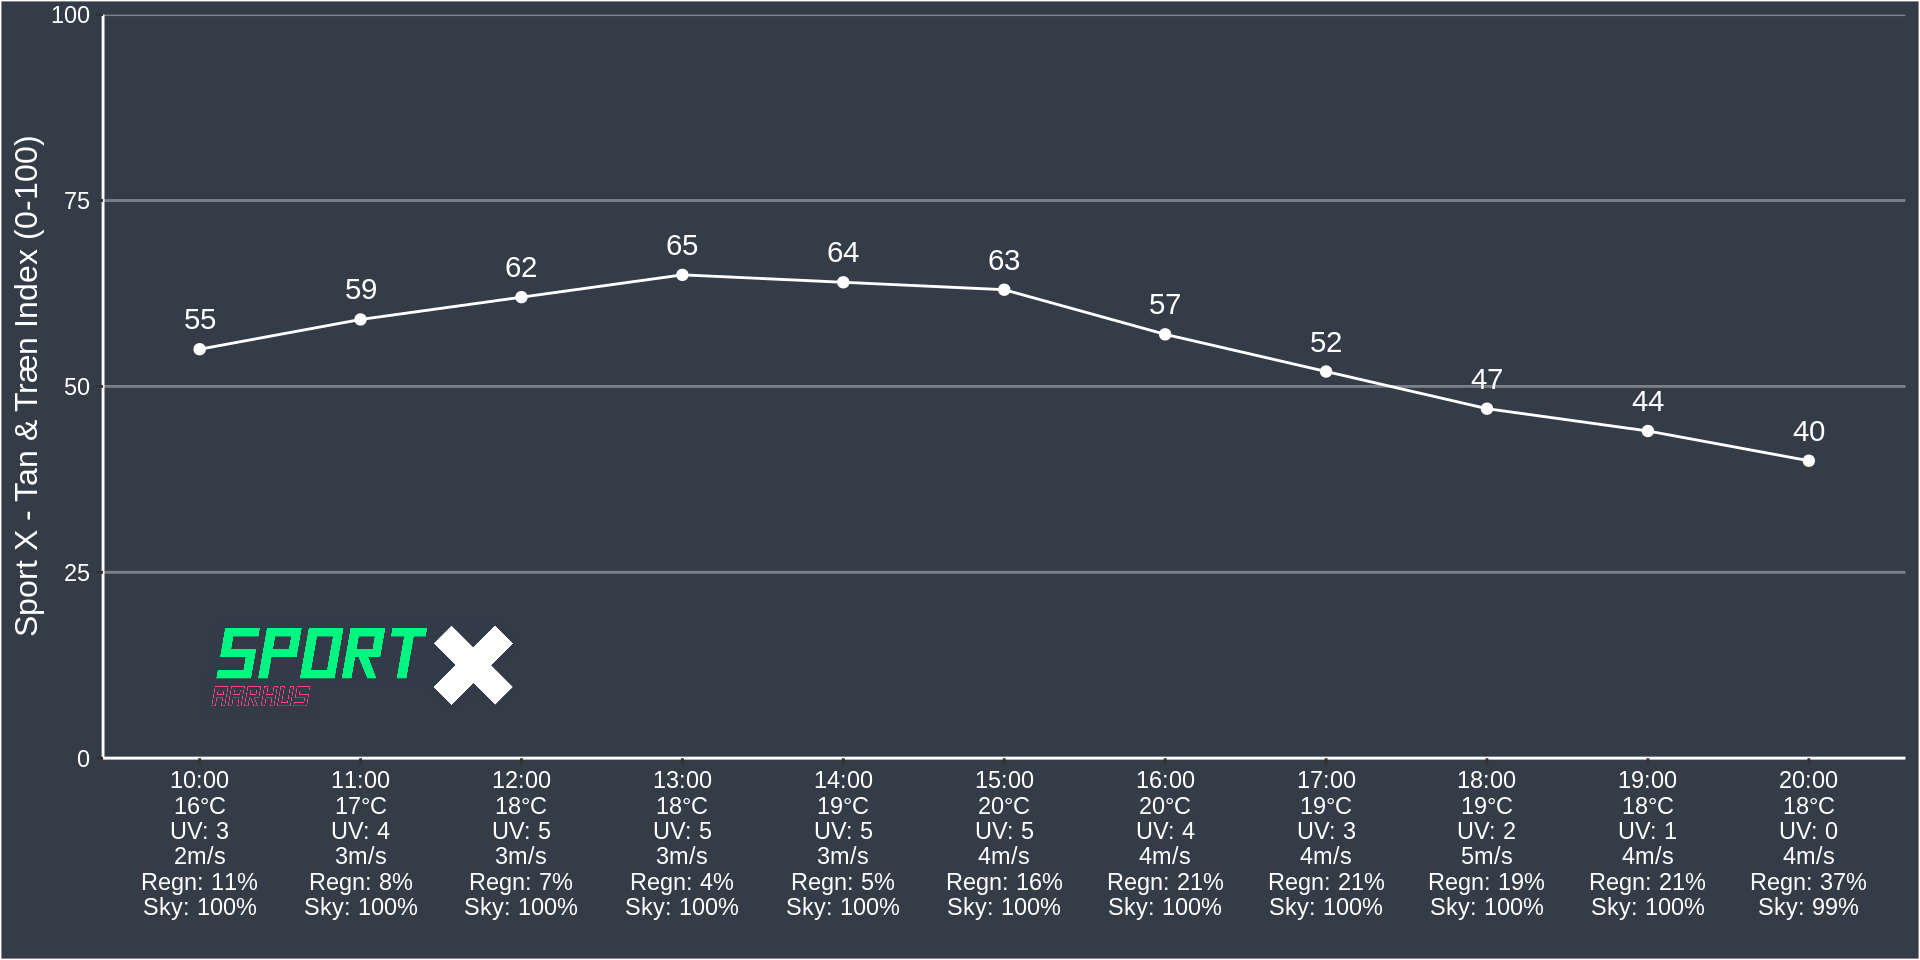 Sport X - Tan & Træn Index (0-100)
100
75
50
25
0
55
59
62
65
64
63
57
52
47
44
40
SPORT X
AARHUS
10:00 11:00 12:00 13:00 14:00 15:00 16:00 17:00 18:00 19:00 20:00
16°C 17°C 18°C 18°C 19°C 20°C 20°C 19°C 19°C 18°C 18°C
UV: 3 UV: 4 UV: 5 UV: 5 UV: 5 UV: 5 UV: 4 UV: 3 UV: 2 UV: 1 UV: 0
2m/s 3m/s 3m/s 3m/s 3m/s 4m/s 4m/s 4m/s 5m/s 4m/s 4m/s
Regn: 11% Regn: 8% Regn: 7% Regn: 4% Regn: 5% Regn: 16% Regn: 21% Regn: 21% Regn: 19% Regn: 21% Regn: 37%
Sky: 100% Sky: 100% Sky: 100% Sky: 100% Sky: 100% Sky: 100% Sky: 100% Sky: 100% Sky: 100% Sky: 100% Sky: 99%